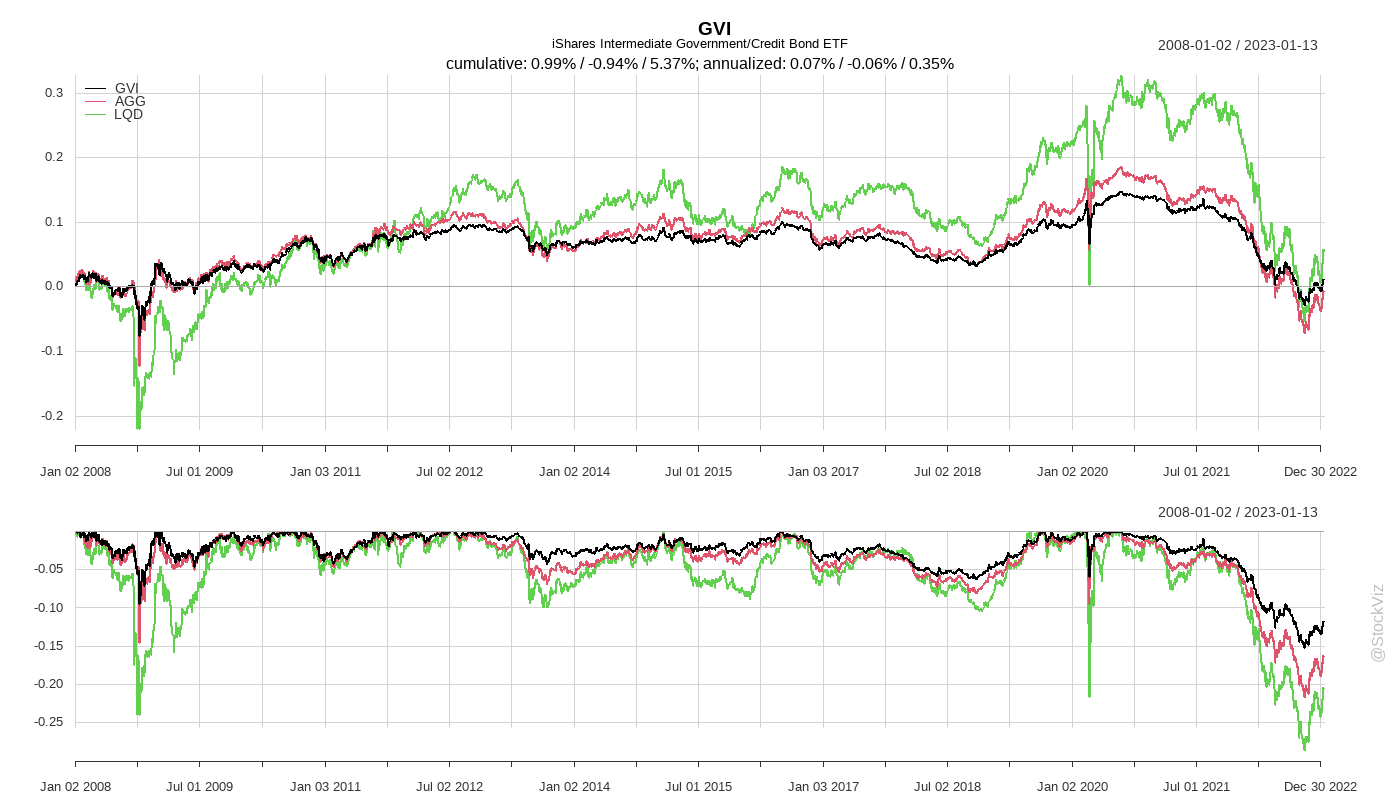 GVI
iShares Intermediate Government/Credit Bond ETF
2008-01-02 / 2023-01-13
cumulative: 0.99% / -0.94% / 5.37%; annualized: 0.07% / -0.06% / 0.35%
GVI
AGG
LQD
0.3
0.2
0.1
0.0
-0.1
-0.2
Jan 02 2008 Jul 01 2009 Jan 03 2011 Jul 02 2012 Jan 02 2014 Jul 01 2015 Jan 03 2017 Jul 02 2018 Jan 02 2020 Jul 01 2021 Dec 30 2022
2008-01-02 / 2023-01-13
-0.05
-0.10
-0.15
-0.20
-0.25
Jan 02 2008 Jul 01 2009 Jan 03 2011 Jul 02 2012 Jan 02 2014 Jul 01 2015 Jan 03 2017 Jul 02 2018 Jan 02 2020 Jul 01 2021 Dec 30 2022
@StockViz